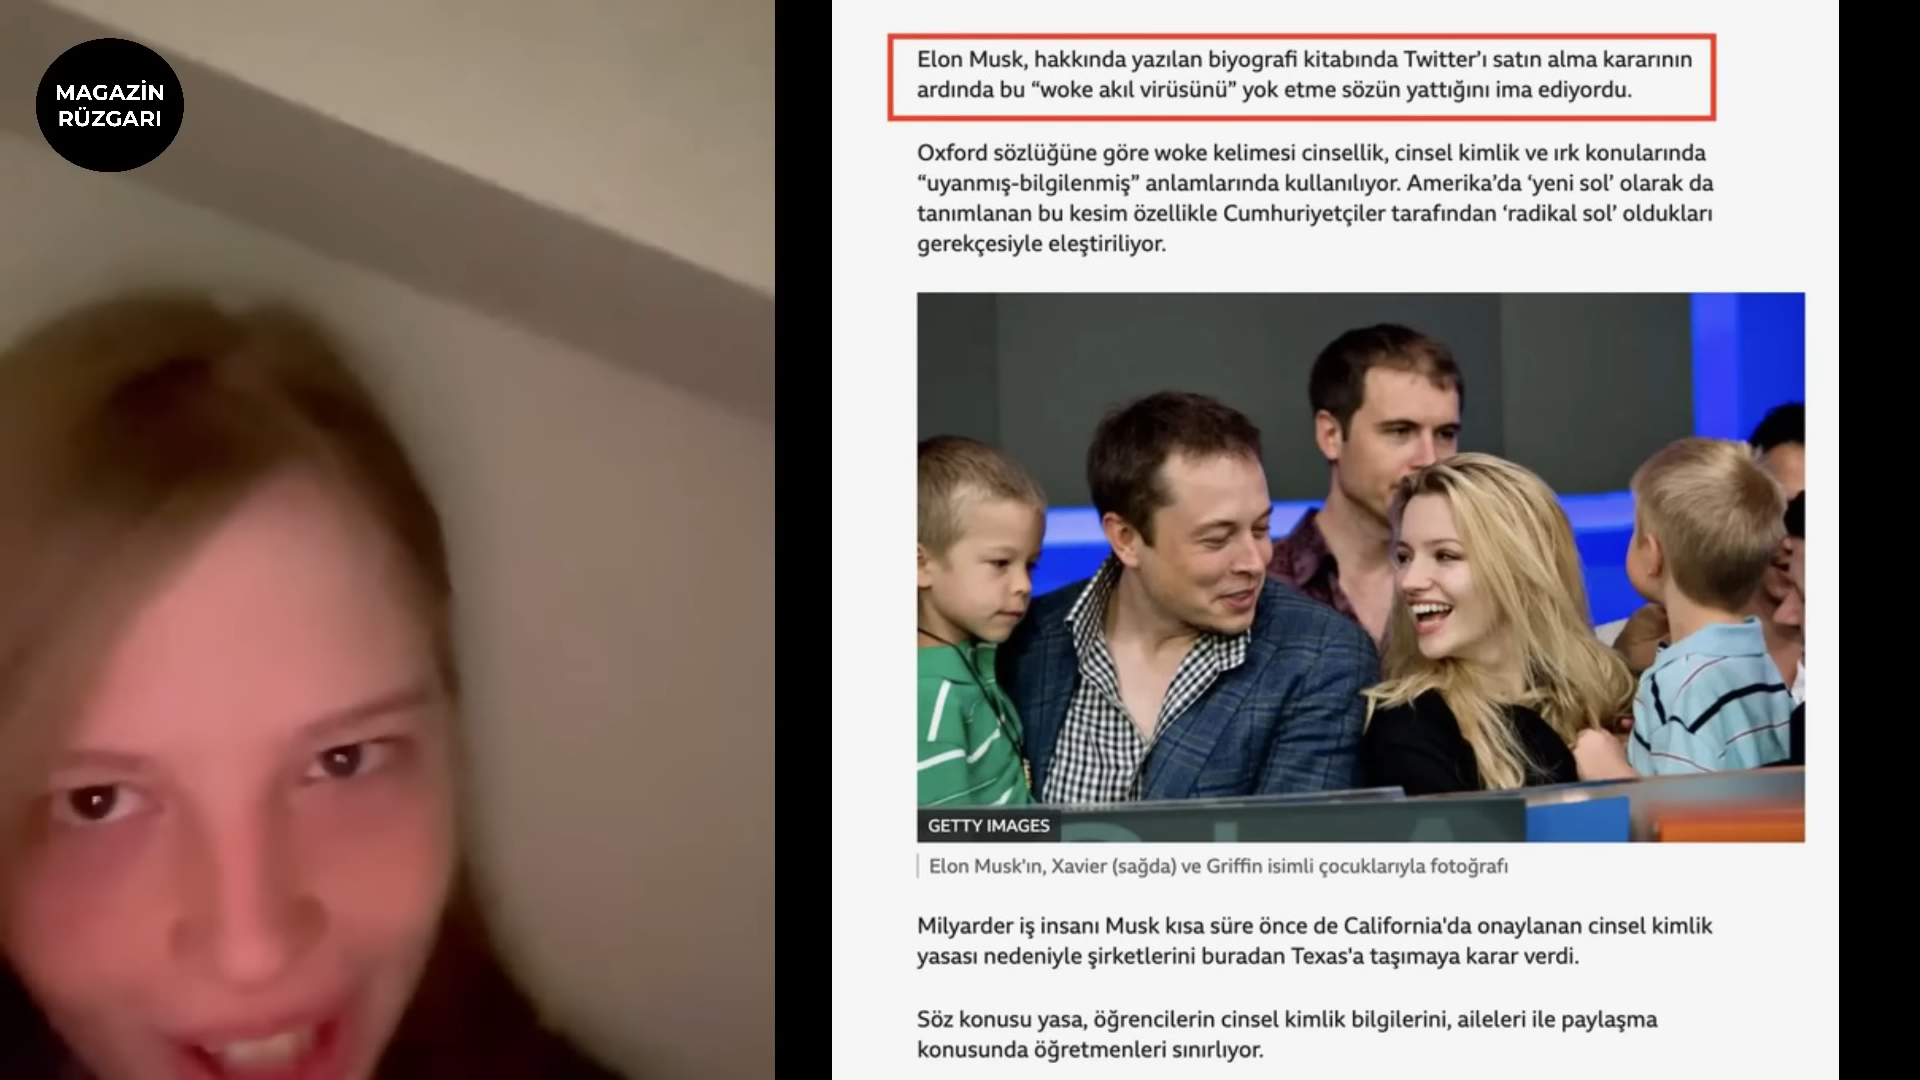 MAGAZİN
RÜZGARI
Elon Musk, hakkında yazılan biyografi kitabında Twitter’ı satın alma kararının
ardında bu “woke akıl virüsünü” yok etme sözün yattığını ima ediyordu.
Oxford sözlüğüne göre woke kelimesi cinsellik, cinsel kimlik ve ırk konularında
“uyanmış-bilgilenmiş” anlamlarında kullanılıyor. Amerika’da ‘yeni sol’ olarak da
tanımlanan bu kesim özellikle Cumhuriyetçiler tarafından ‘radikal sol’ oldukları
gerekçesiyle eleştiriliyor.
GETTY IMAGES
Elon Musk'ın, Xavier (sağda) ve Griffin isimli çocuklarıyla fotoğrafı
Milyarder iş insanı Musk kısa süre önce de California'da onaylanan cinsel kimlik
yasası nedeniyle şirketlerini buradan Texas'a taşımaya karar verdi.
Söz konusu yasa, öğrencilerin cinsel kimlik bilgilerini, aileleri ile paylaşma
konusunda öğretmenleri sınırlıyor.